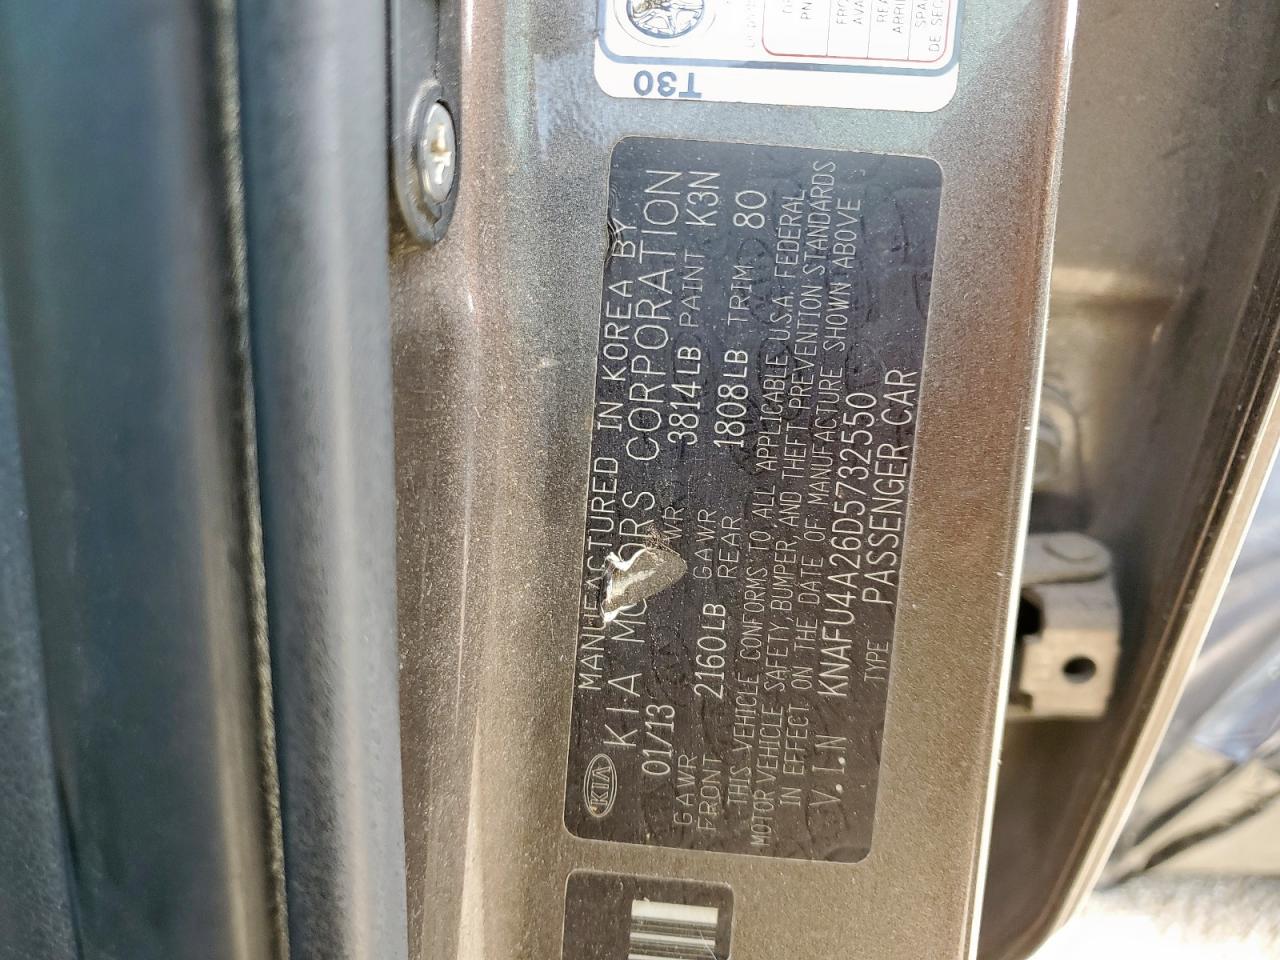 T30
KIA
MANUFACTURED IN KOREA BY
KIA MOTORS CORPORATION
01/13 GVWR 3814LB PAINT K3N
GAWR FRONT 2160LB GAWR REAR 1808LB TRIM 80
THIS VEHICLE CONFORMS TO ALL APPLICABLE U.S.A. FEDERAL
MOTOR VEHICLE SAFETY, BUMPER, AND THEFT PREVENTION STANDARDS
IN EFFECT ON THE DATE OF MANUFACTURE SHOWN ABOVE
V.I.N KNAFU4A26D5732550
TYPE PASSENGER CAR